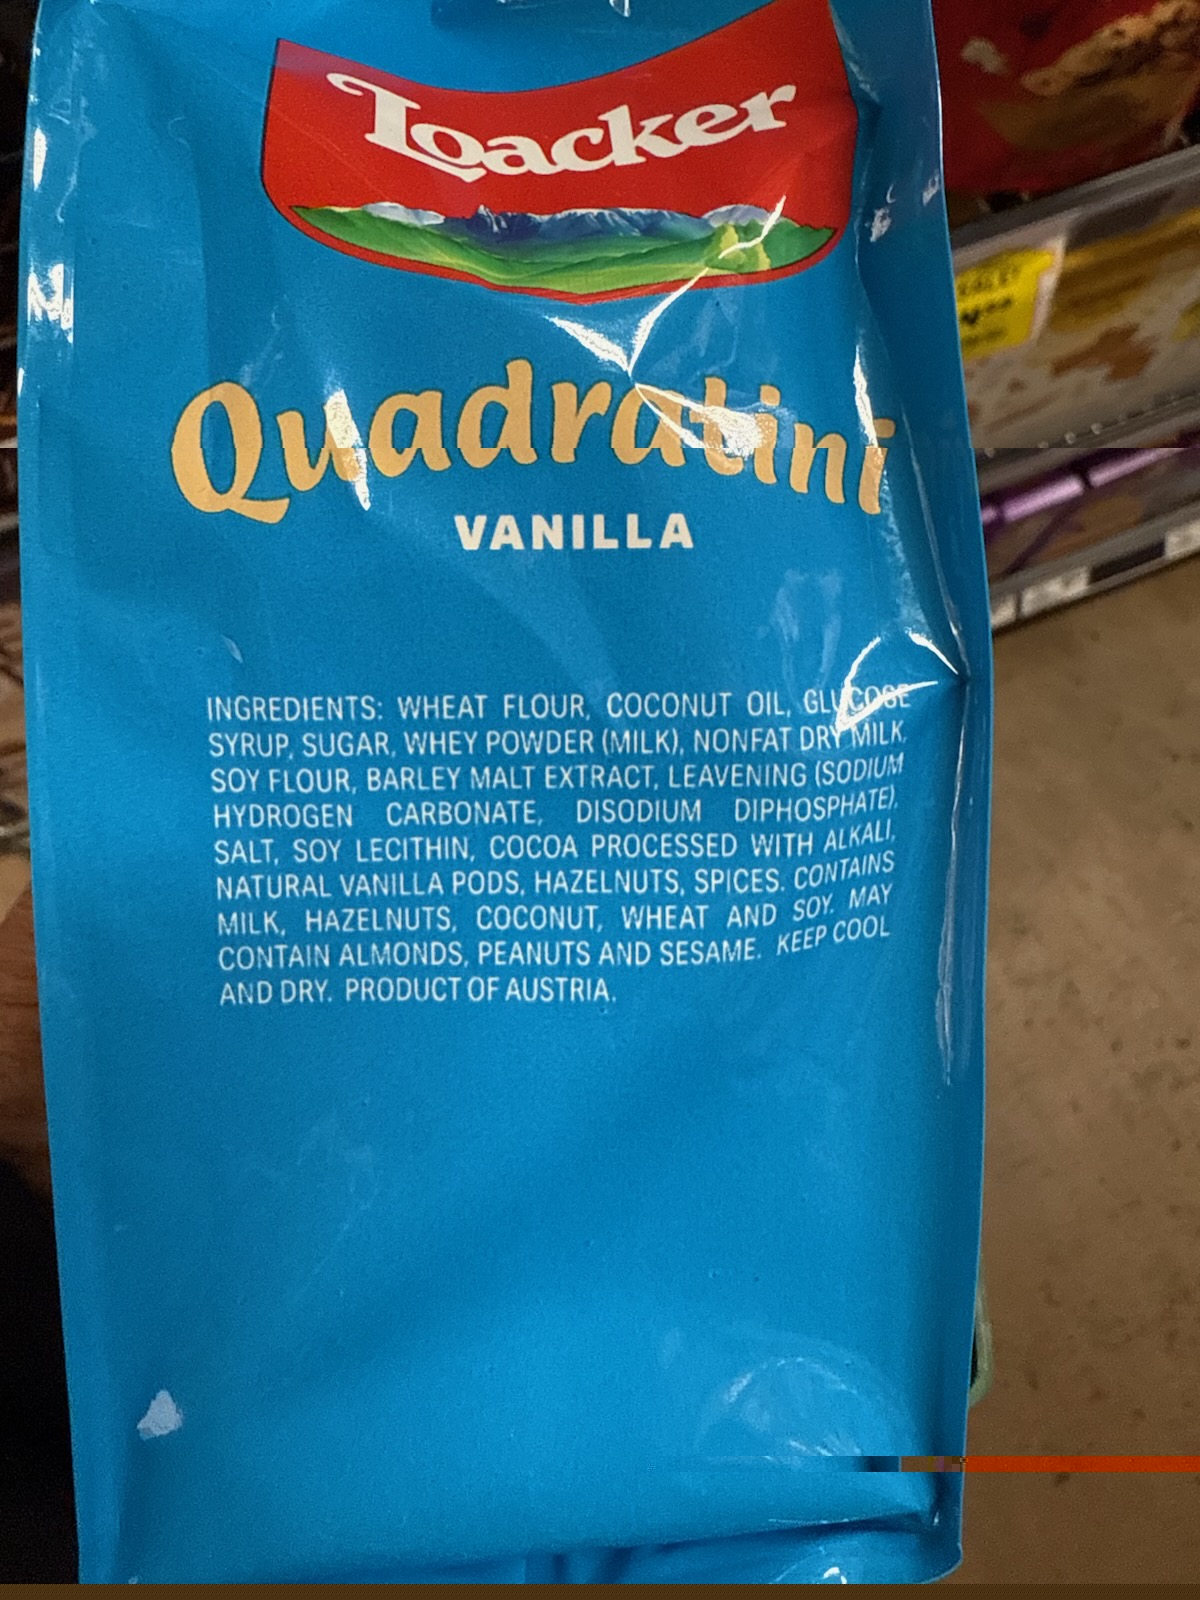 Loacker
Quadratini
VANILLA
INGREDIENTS: WHEAT FLOUR, COCONUT OIL, GLUCOSE
SYRUP, SUGAR, WHEY POWDER (MILK), NONFAT DRY MILK,
SOY FLOUR, BARLEY MALT EXTRACT, LEAVENING (SODIUM
HYDROGEN CARBONATE, DISODIUM DIPHOSPHATE),
SALT, SOY LECITHIN, COCOA PROCESSED WITH ALKALI,
NATURAL VANILLA PODS, HAZELNUTS, SPICES. CONTAINS
MILK, HAZELNUTS, COCONUT, WHEAT AND SOY. MAY
CONTAIN ALMONDS, PEANUTS AND SESAME. KEEP COOL
AND DRY. PRODUCT OF AUSTRIA.